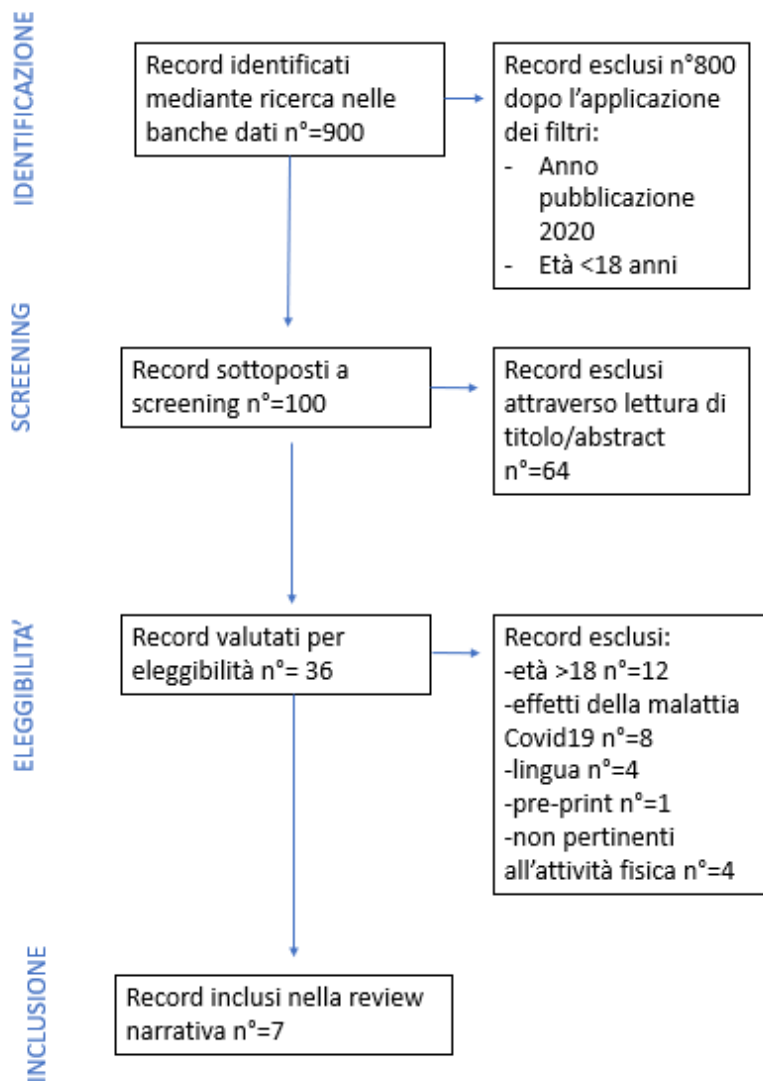 IDENTIFICAZIONE
Record identificati
mediante ricerca nelle
banche dati n°=900
Record esclusi n°800
dopo l'applicazione
dei filtri:
- Anno
pubblicazione
2020
- Età <18 anni
SCREENING
Record sottoposti a
screening n°=100
Record esclusi
attraverso lettura di
titolo/abstract
n°=64
ELEGGIBILITA'
Record valutati per
eleggibilità n°= 36
Record esclusi:
-età >18 n°=12
-effetti della malattia
Covid19 n°=8
-lingua n°=4
-pre-print n°=1
-non pertinenti
all'attività fisica n°=4
INCLUSIONE
Record inclusi nella review
narrativa n°=7